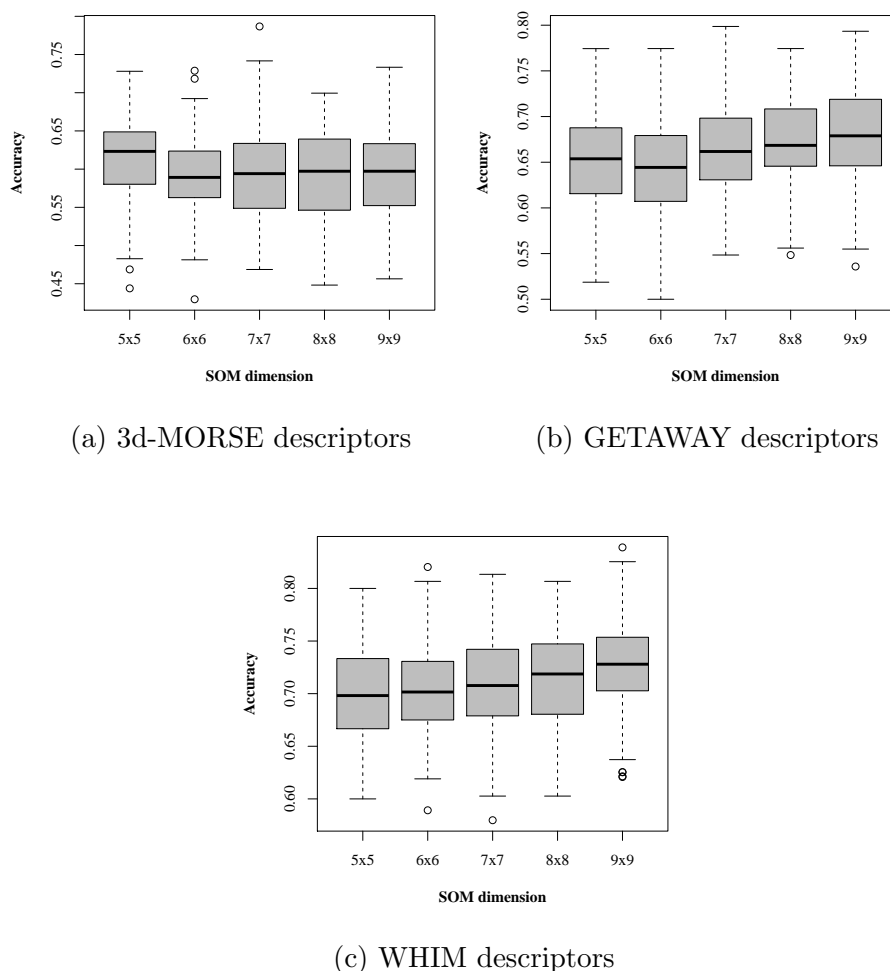 Accuracy
0.75
0.65
0.55
0.45
5x5 6x6 7x7 8x8 9x9
SOM dimension
(a) 3d-MORSE descriptors
Accuracy
0.80
0.75
0.70
0.65
0.60
0.55
0.50
5x5 6x6 7x7 8x8 9x9
SOM dimension
(b) GETAWAY descriptors
Accuracy
0.80
0.75
0.70
0.65
0.60
5x5 6x6 7x7 8x8 9x9
SOM dimension
(c) WHIM descriptors